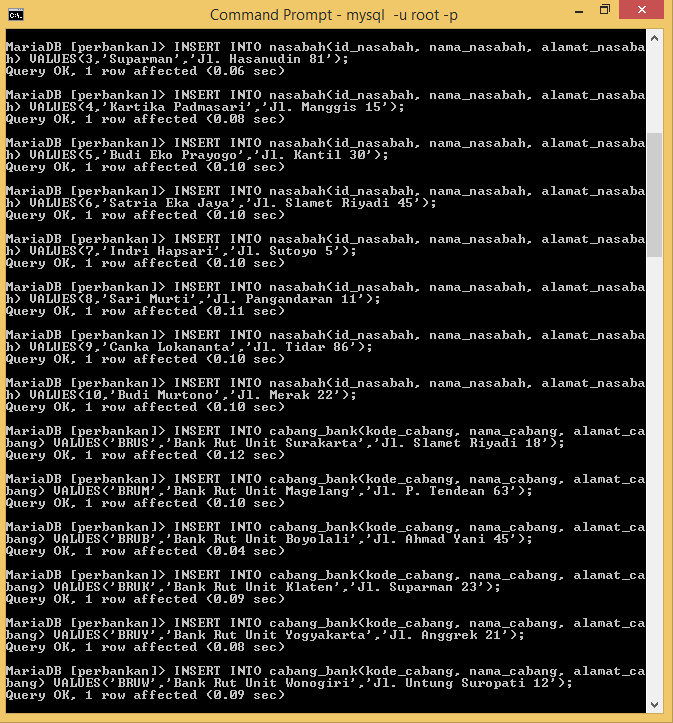 Command Prompt - mysql  -u root -p
MariaDB [perbankan]> INSERT INTO nasabah(id_nasabah, nama_nasabah, alamat_nasaba
h) VALUES(3,'Suparman','Jl. Hasanudin 81');
Query OK, 1 row affected (0.06 sec)
MariaDB [perbankan]> INSERT INTO nasabah(id_nasabah, nama_nasabah, alamat_nasaba
h) VALUES(4,'Kartika Padmasari','Jl. Manggis 15');
Query OK, 1 row affected (0.08 sec)
MariaDB [perbankan]> INSERT INTO nasabah(id_nasabah, nama_nasabah, alamat_nasaba
h) VALUES(5,'Budi Eko Prayogo','Jl. Kantil 30');
Query OK, 1 row affected (0.10 sec)
MariaDB [perbankan]> INSERT INTO nasabah(id_nasabah, nama_nasabah, alamat_nasaba
h) VALUES(6,'Satria Eka Jaya','Jl. Slamet Riyadi 45');
Query OK, 1 row affected (0.10 sec)
MariaDB [perbankan]> INSERT INTO nasabah(id_nasabah, nama_nasabah, alamat_nasaba
h) VALUES(7,'Indri Hapsari','Jl. Sutoyo 5');
Query OK, 1 row affected (0.10 sec)
MariaDB [perbankan]> INSERT INTO nasabah(id_nasabah, nama_nasabah, alamat_nasaba
h) VALUES(8,'Sari Murti','Jl. Pangandaran 11');
Query OK, 1 row affected (0.11 sec)
MariaDB [perbankan]> INSERT INTO nasabah(id_nasabah, nama_nasabah, alamat_nasaba
h) VALUES(9,'Canka Lokananta','Jl. Tidar 86');
Query OK, 1 row affected (0.10 sec)
MariaDB [perbankan]> INSERT INTO nasabah(id_nasabah, nama_nasabah, alamat_nasaba
h) VALUES(10,'Budi Murtono','Jl. Merak 22');
Query OK, 1 row affected (0.10 sec)
MariaDB [perbankan]> INSERT INTO cabang_bank(kode_cabang, nama_cabang, alamat_ca
bang) VALUES('BRUS','Bank Rut Unit Surakarta','Jl. Slamet Riyadi 18');
Query OK, 1 row affected (0.12 sec)
MariaDB [perbankan]> INSERT INTO cabang_bank(kode_cabang, nama_cabang, alamat_ca
bang) VALUES('BRUM','Bank Rut Unit Magelang','Jl. P. Tendean 63');
Query OK, 1 row affected (0.10 sec)
MariaDB [perbankan]> INSERT INTO cabang_bank(kode_cabang, nama_cabang, alamat_ca
bang) VALUES('BRUB','Bank Rut Unit Boyolali','Jl. Ahmad Yani 45');
Query OK, 1 row affected (0.04 sec)
MariaDB [perbankan]> INSERT INTO cabang_bank(kode_cabang, nama_cabang, alamat_ca
bang) VALUES('BRUK','Bank Rut Unit Klaten','Jl. Suparman 23');
Query OK, 1 row affected (0.09 sec)
MariaDB [perbankan]> INSERT INTO cabang_bank(kode_cabang, nama_cabang, alamat_ca
bang) VALUES('BRUY','Bank Rut Unit Yogyakarta','Jl. Anggrek 21');
Query OK, 1 row affected (0.08 sec)
MariaDB [perbankan]> INSERT INTO cabang_bank(kode_cabang, nama_cabang, alamat_ca
bang) VALUES('BRUW','Bank Rut Unit Wonogiri','Jl. Untung Suropati 12');
Query OK, 1 row affected (0.09 sec)